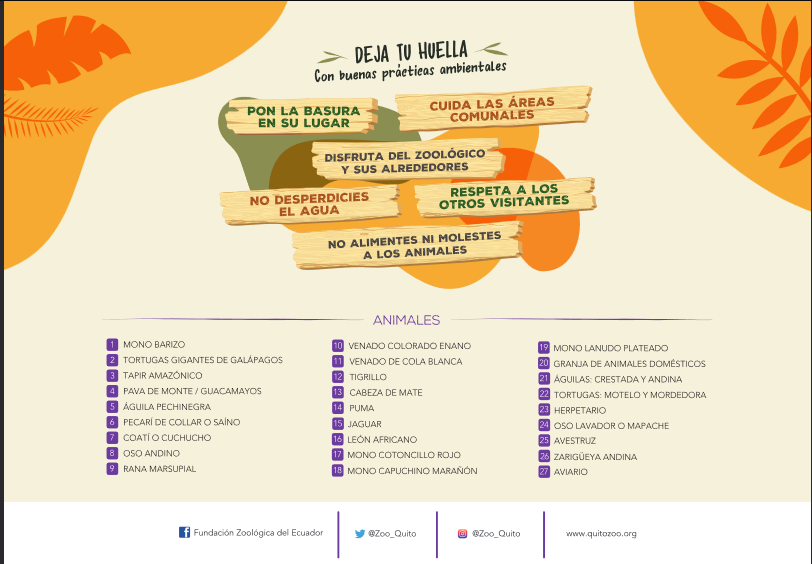 DEJA TU HUELLA
Con buenas prácticas ambientales
PON LA BASURA
EN SU LUGAR
CUIDA LAS ÁREAS
COMUNALES
DISFRUTA DEL ZOOLÓGICO
Y SUS ALREDEDORES
NO DESPERDICIES
EL AGUA
RESPETA A LOS
OTROS VISITANTES
NO ALIMENTES NI MOLESTES
A LOS ANIMALES
ANIMALES
1 MONO BARIZO
2 TORTUGAS GIGANTES DE GALÁPAGOS
3 TAPIR AMAZÓNICO
4 PAVA DE MONTE / GUACAMAYOS
5 ÁGUILA PECHINEGRA
6 PECARÍ DE COLLAR O SAÍNO
7 COATÍ O CUCHUCHO
8 OSO ANDINO
9 RANA MARSUPIAL
10 VENADO COLORADO ENANO
11 VENADO DE COLA BLANCA
12 TIGRILLO
13 CABEZA DE MATE
14 PUMA
15 JAGUAR
16 LEÓN AFRICANO
17 MONO COTONCILLO ROJO
18 MONO CAPUCHINO MARAÑÓN
19 MONO LANUDO PLATEADO
20 GRANJA DE ANIMALES DOMÉSTICOS
21 ÁGUILAS: CRESTADA Y ANDINA
22 TORTUGAS: MOTELO Y MORDEDORA
23 HERPETARIO
24 OSO LAVADOR O MAPACHE
25 AVESTRUZ
26 ZARIGÜEYA ANDINA
27 AVIARIO
Fundación Zoológica del Ecuador
@Zoo_Quito
@Zoo_Quito
www.quitozoo.org